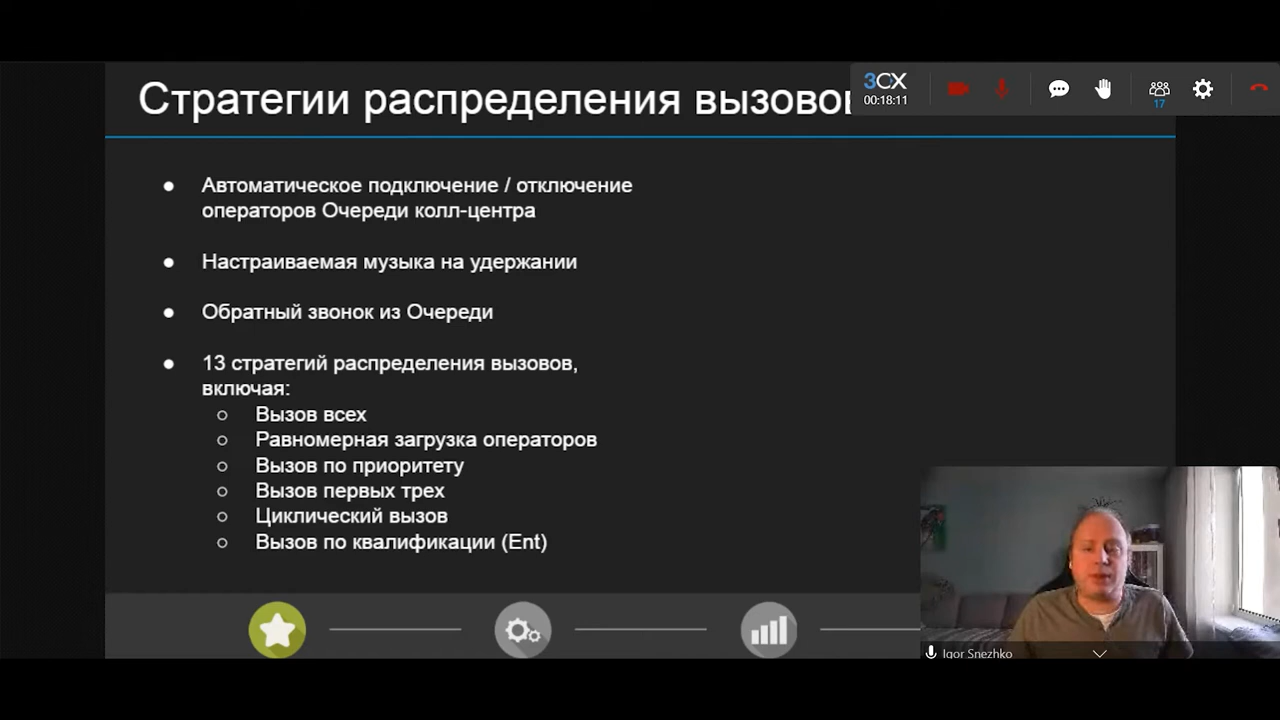 Стратегии распределения вызовов
3CX
00:18:11
17
Автоматическое подключение / отключение
операторов Очереди колл-центра
Настраиваемая музыка на удержании
Обратный звонок из Очереди
13 стратегий распределения вызовов,
включая:
Вызов всех
Равномерная загрузка операторов
Вызов по приоритету
Вызов первых трех
Циклический вызов
Вызов по квалификации (Ent)
Igor Snezhko